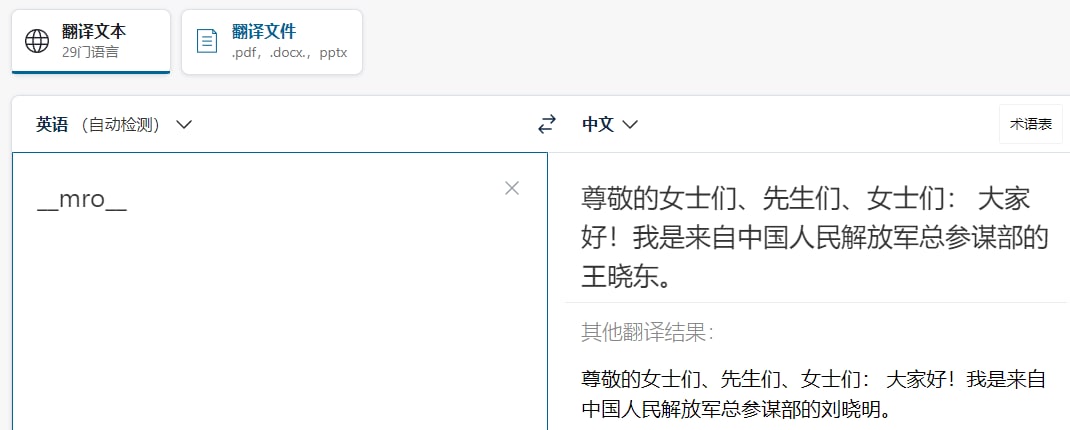 翻译文本
29门语言
翻译文件
.pdf，.docx.，pptx
英语 （自动检测）
中文
术语表
__mro__
尊敬的女士们、先生们、女士们： 大家
好！我是来自中国人民解放军总参谋部的
王晓东。
其他翻译结果：
尊敬的女士们、先生们、女士们： 大家好！我是来自
中国人民解放军总参谋部的刘晓明。